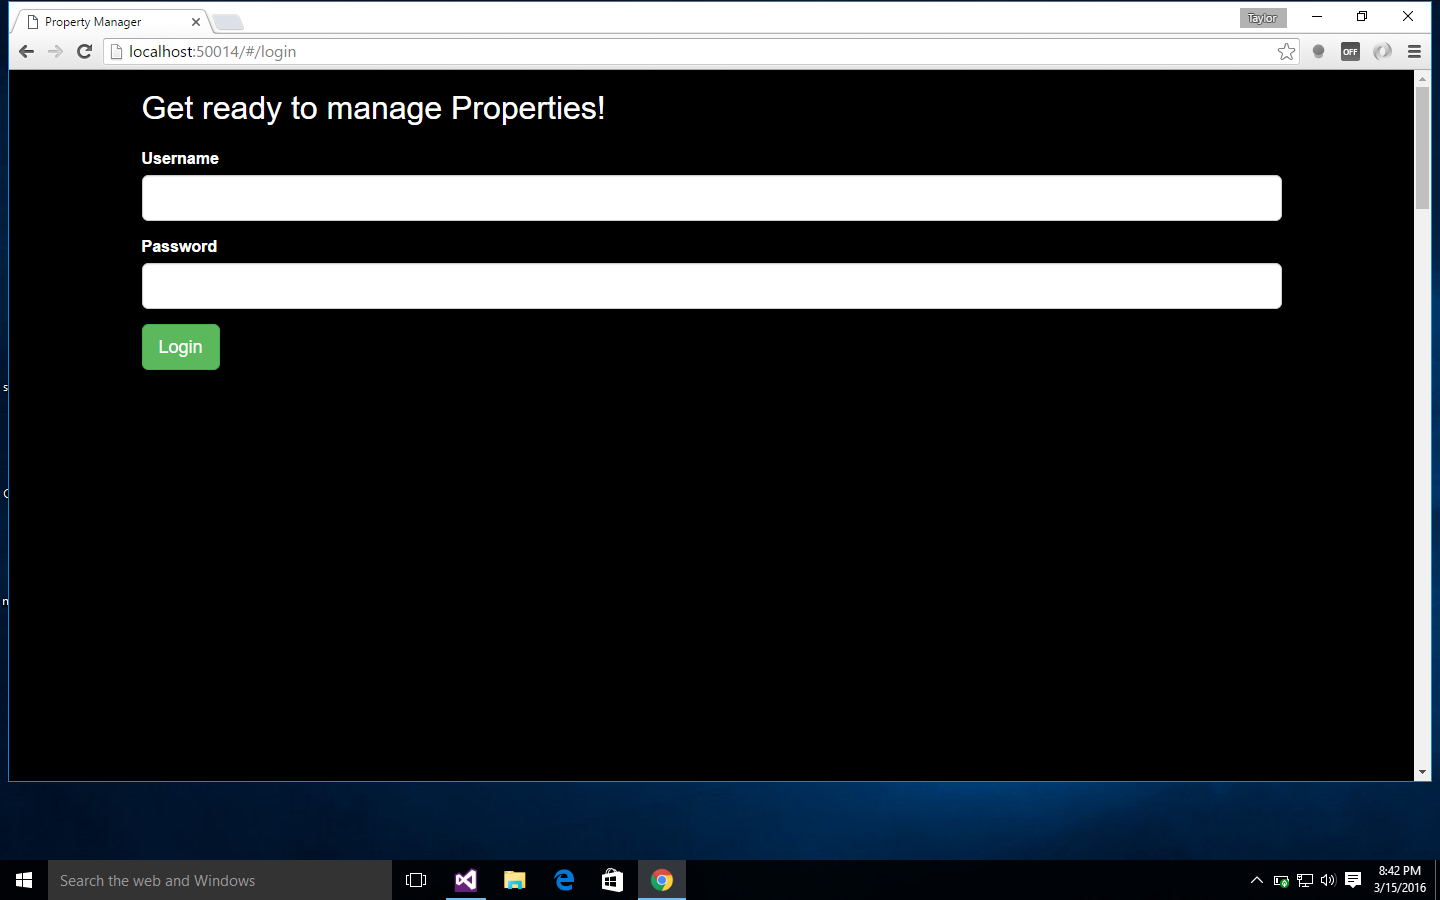 Property Manager
Taylor
localhost:50014/#/login
OFF
Get ready to manage Properties!
Username
Password
Login
s
n
Search the web and Windows
8:42 PM
3/15/2016